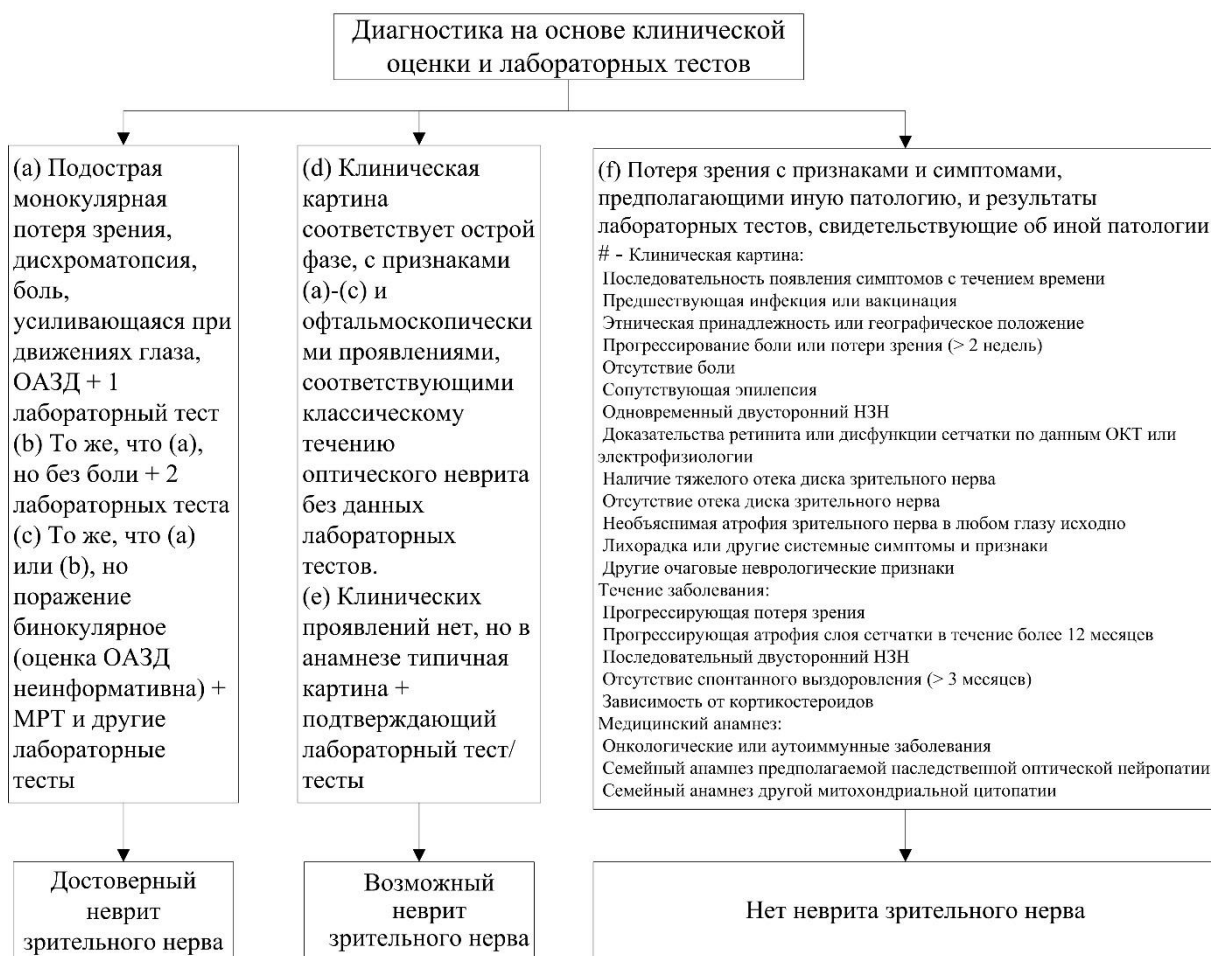 Диагностика на основе клинической
оценки и лабораторных тестов
(a) Подострая
монокулярная
потеря зрения,
дисхроматопсия,
боль,
усиливающаяся при
движениях глаза,
ОАЗД + 1
лабораторный тест
(b) То же, что (a),
но без боли + 2
лабораторных теста
(c) То же, что (a)
или (b), но
поражение
бинокулярное
(оценка ОАЗД
неинформативна) +
МРТ и другие
лабораторные
тесты
(d) Клиническая
картина
соответствует острой
фазе, с признаками
(a)-(c) и
офтальмоскопически
ми проявлениями,
соответствующими
классическому
течению
оптического неврита
без данных
лабораторных
тестов.
(e) Клинических
проявлений нет, но в
анамнезе типичная
картина +
подтверждающий
лабораторный тест/
тесты
(f) Потеря зрения с признаками и симптомами,
предполагающими иную патологию, и результаты
лабораторных тестов, свидетельствующие об иной патологии
# - Клиническая картина:
Последовательность появления симптомов с течением времени
Предшествующая инфекция или вакцинация
Этническая принадлежность или географическое положение
Прогрессирование боли или потери зрения (> 2 недель)
Отсутствие боли
Сопутствующая эпилепсия
Одновременный двусторонний НЗН
Доказательства ретинита или дисфункции сетчатки по данным ОКТ или
электрофизиологии
Наличие тяжелого отека диска зрительного нерва
Отсутствие отека диска зрительного нерва
Необъяснимая атрофия зрительного нерва в любом глазу исходно
Лихорадка или другие системные симптомы и признаки
Другие очаговые неврологические признаки
Течение заболевания:
Прогрессирующая потеря зрения
Прогрессирующая атрофия слоя сетчатки в течение более 12 месяцев
Последовательный двусторонний НЗН
Отсутствие спонтанного выздоровления (> 3 месяцев)
Зависимость от кортикостероидов
Медицинский анамнез:
Онкологические или аутоиммунные заболевания
Семейный анамнез предполагаемой наследственной оптической нейропатии
Семейный анамнез другой митохондриальной цитопатии
Достоверный
неврит
зрительного нерва
Возможный
неврит
зрительного нерва
Нет неврита зрительного нерва